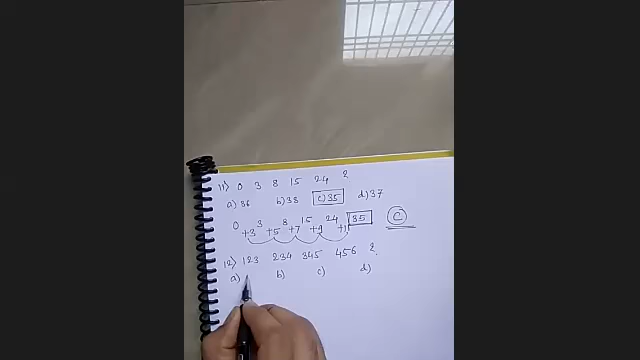 11) 0 3 8 15 24 ?
a) 36 b) 38 c) 35 d) 37
0 3 8 15 24 35 C
+3 +5 +7 +9 +11
12) 123 234 345 456 ?
a) b) c) d)